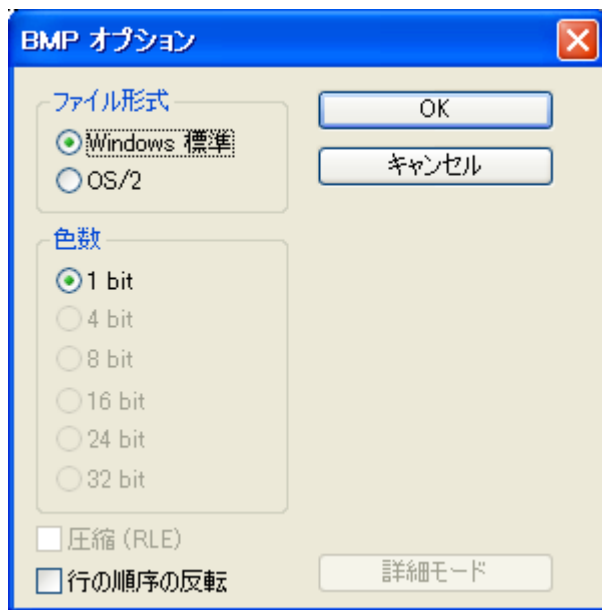 BMP オプション
ファイル形式
Windows 標準
OS/2
OK
キャンセル
色数
1 bit
4 bit
8 bit
16 bit
24 bit
32 bit
圧縮 (RLE)
行の順序の反転
詳細モード